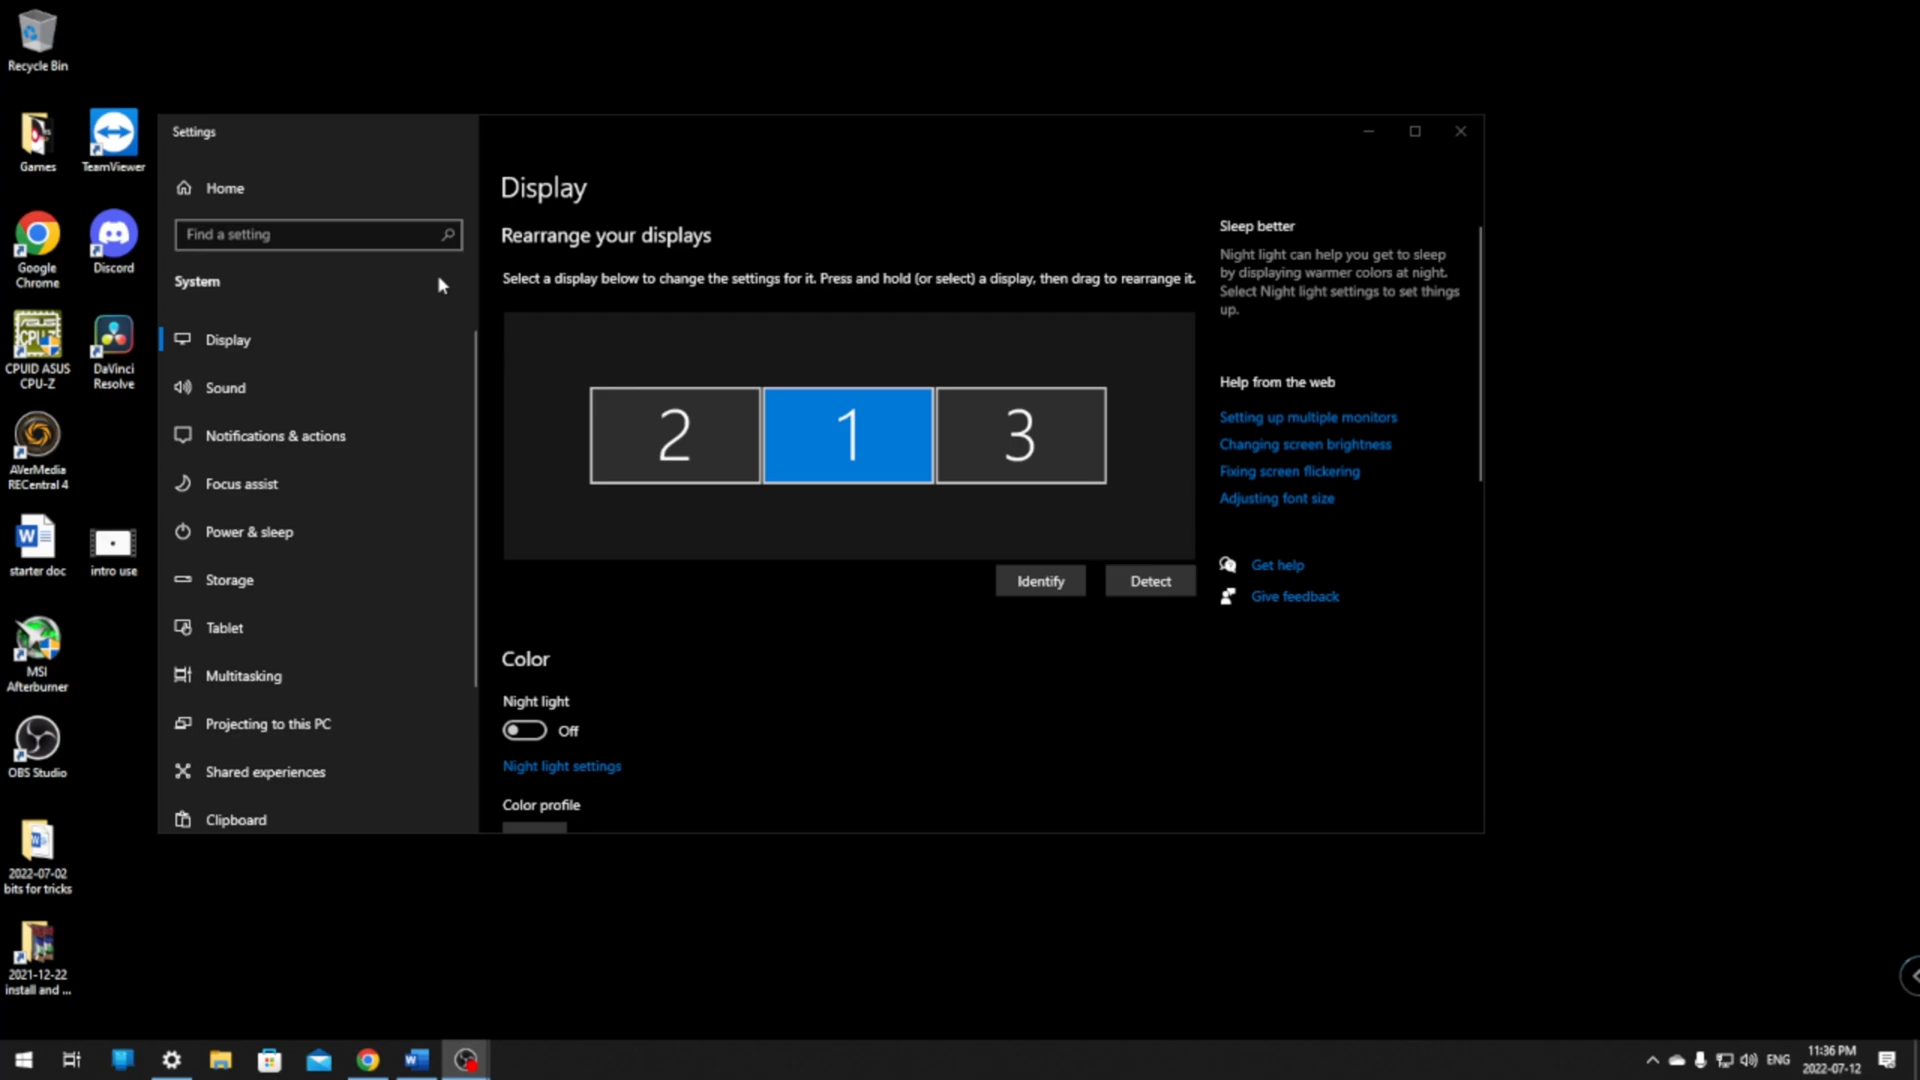 Recycle Bin
Games
TeamViewer
Google
Chrome
Discord
CPUID ASUS
CPU-Z
DaVinci
Resolve
AVerMedia
RECentral 4
starter doc
intro use
MSI
Afterburner
OBS Studio
2022-07-02
bits for tricks
2021-12-22
install and ...
Settings
Home
Find a setting
System
Display
Sound
Notifications & actions
Focus assist
Power & sleep
Storage
Tablet
Multitasking
Projecting to this PC
Shared experiences
Clipboard
Display
Rearrange your displays
Select a display below to change the settings for it. Press and hold (or select) a display, then drag to rearrange it.
2 1 3
Identify Detect
Color
Night light
Off
Night light settings
Color profile
Sleep better
Night light can help you get to sleep
by displaying warmer colors at night.
Select Night light settings to set things
up.
Help from the web
Setting up multiple monitors
Changing screen brightness
Fixing screen flickering
Adjusting font size
Get help
Give feedback
ENG
11:36 PM
2022-07-12